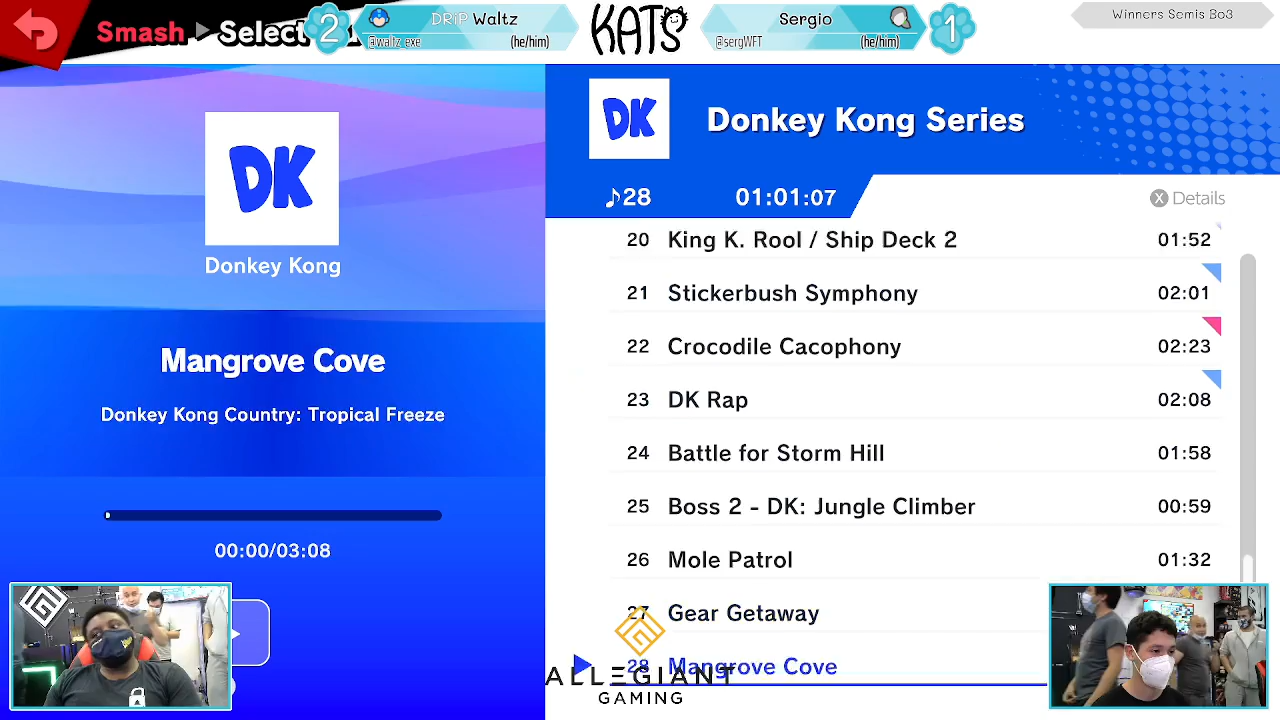 Smash ▶ Select
2
DRiP Waltz
@waltz_exe
(he/him)
KATS
Sergio
@sergWFT
(he/him)
1
Winners Semis Bo3
DK
Donkey Kong
Mangrove Cove
Donkey Kong Country: Tropical Freeze
00:00/03:08
DK
Donkey Kong Series
♪28 01:01:07
X Details
20 King K. Rool / Ship Deck 2 01:52
21 Stickerbush Symphony 02:01
22 Crocodile Cacophony 02:23
23 DK Rap 02:08
24 Battle for Storm Hill 01:58
25 Boss 2 - DK: Jungle Climber 00:59
26 Mole Patrol 01:32
27 Gear Getaway
28 Mangrove Cove
ALLEGIANT
GAMING